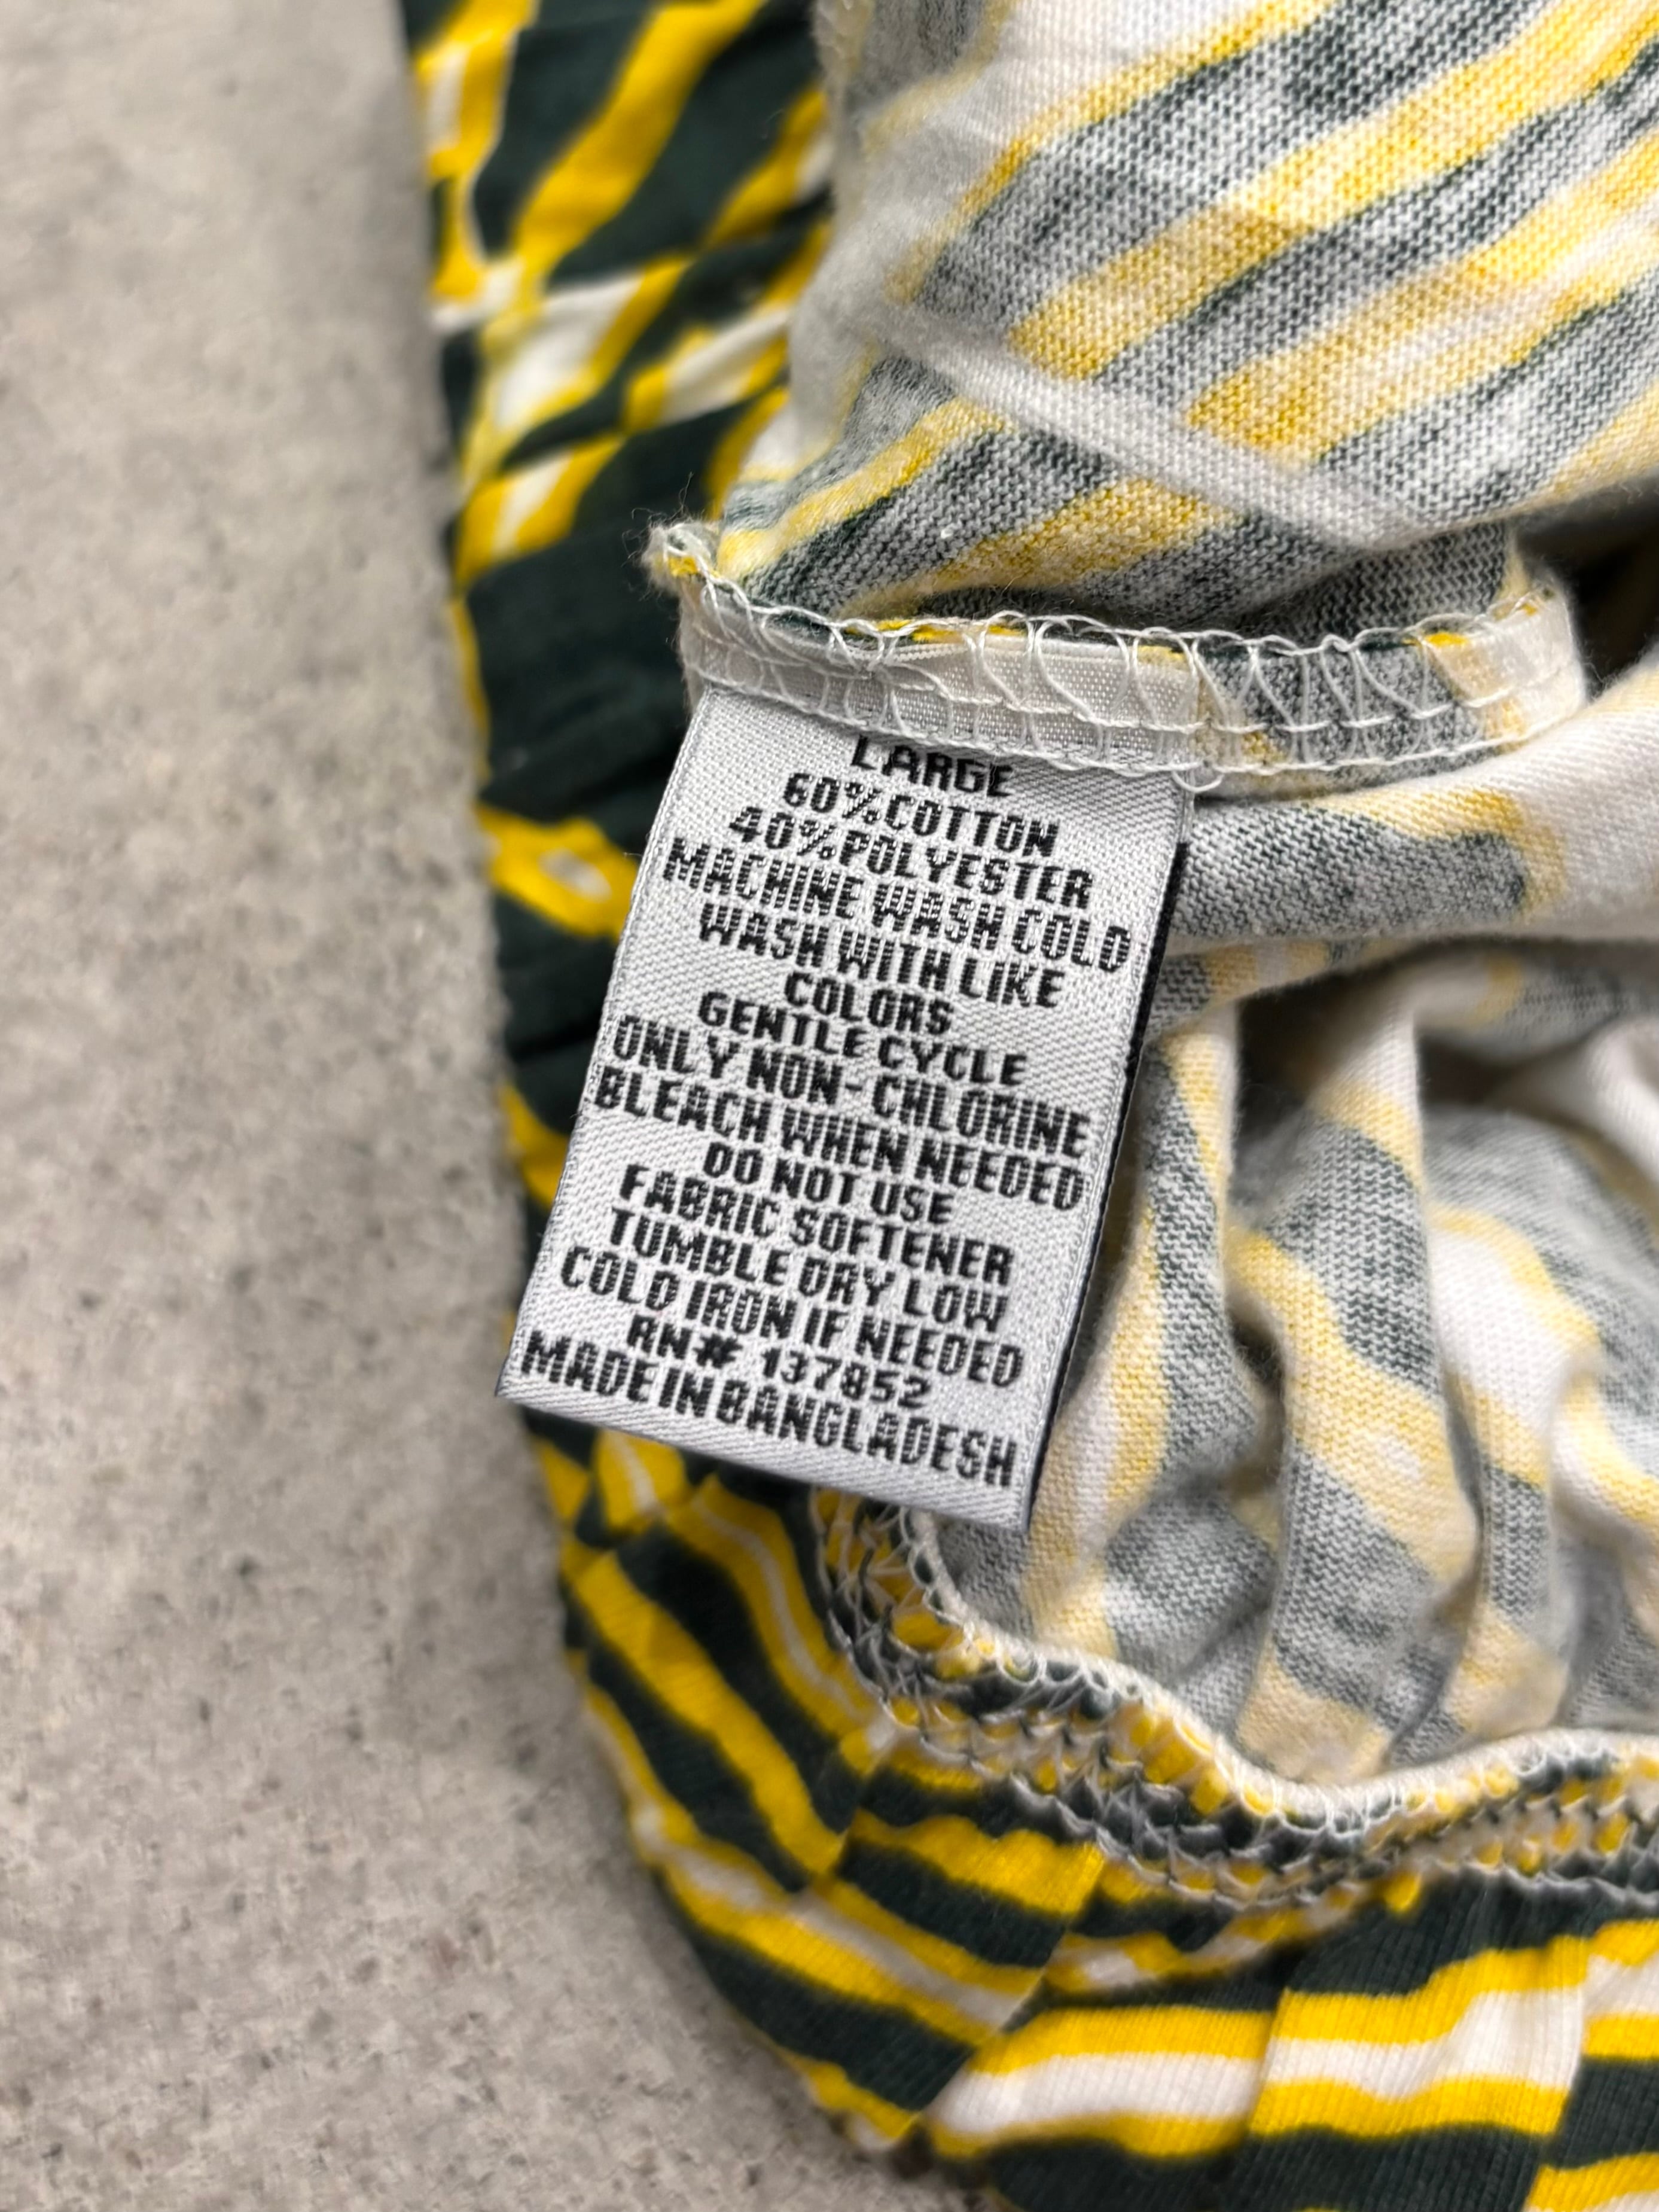 LARGE
60%COTTON
40%POLYESTER
MACHINE WASH COLD
WASH WITH LIKE
COLORS
GENTLE CYCLE
ONLY NON-CHLORINE
BLEACH WHEN NEEDED
DO NOT USE
FABRIC SOFTENER
TUMBLE DRY LOW
COLD IRON IF NEEDED
RN# 137852
MADE IN BANGLADESH